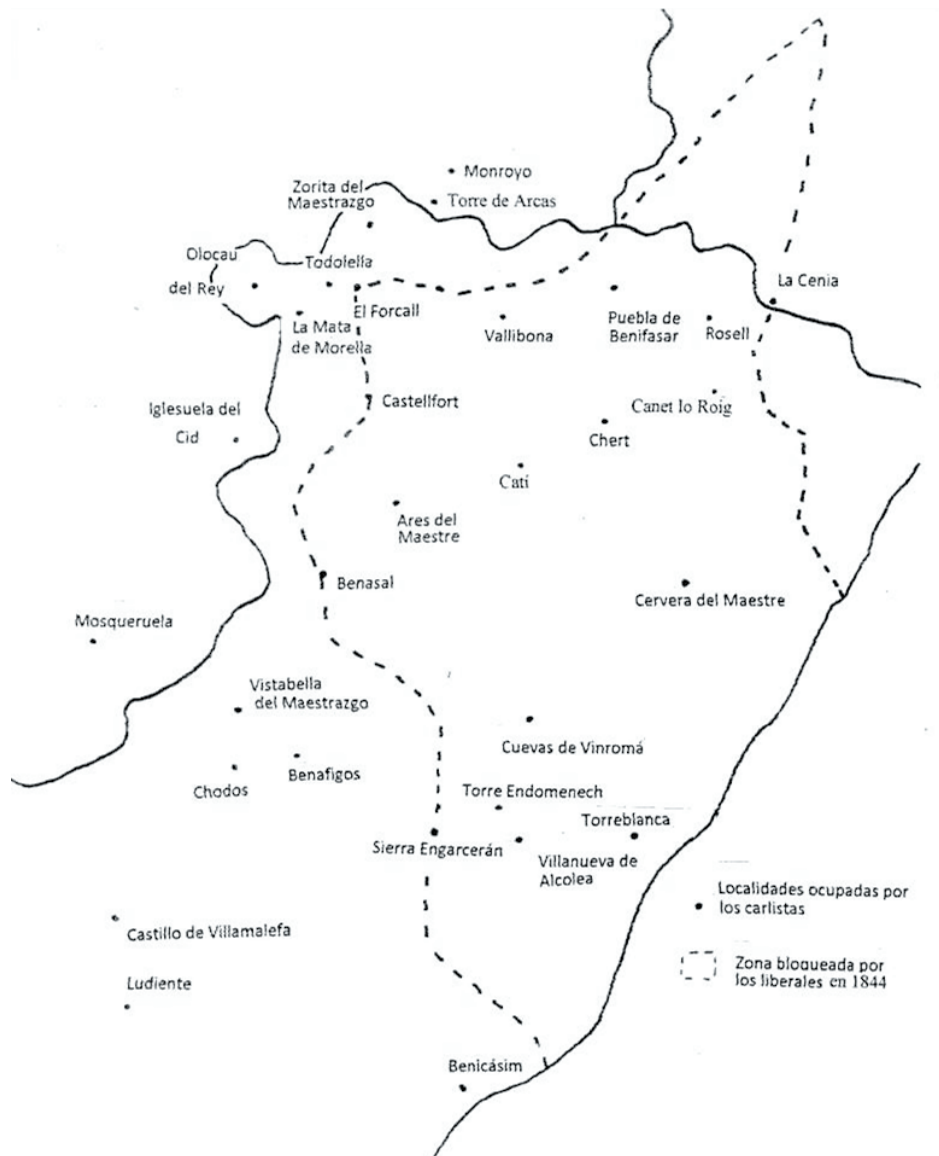 Monroyo
Zorita del
Maestrazgo
Torre de Arcas
Olocau
del Rey
Todolella
La Cenia
El Forcall
La Mata
de Morella
Vallibona
Puebla de
Benifasar
Rosell
Castellfort
Iglesuela del
Cid
Canet lo Roig
Chert
Catí
Ares del
Maestre
Benasal
Cervera del Maestre
Mosqueruela
Vistabella
del Maestrazgo
Cuevas de Vinromá
Benafigos
Chodos
Torre Endomenech
Torreblanca
Sierra Engarcerán
Villanueva de
Alcolea
Localidades ocupadas por
los carlistas
Castillo de Villamalefa
Zona bloqueada por
los liberales en 1844
Ludiente
Benicásim